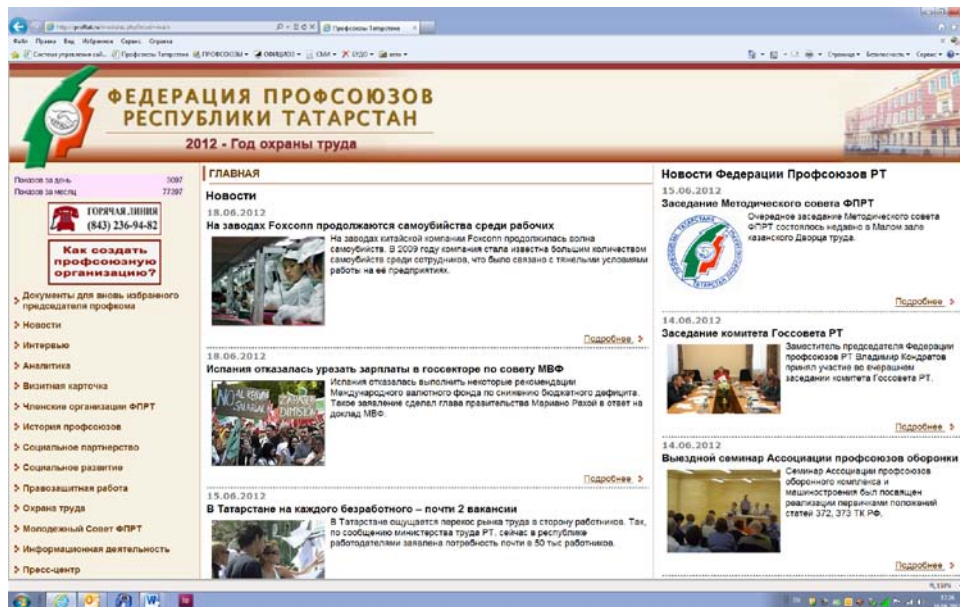 Профсоюзы Татарстана
ФЕДЕРАЦИЯ ПРОФСОЮЗОВ
РЕСПУБЛИКИ ТАТАРСТАН
2012 - Год охраны труда
Показов за день 3097
Показов за месяц 77397
ГОРЯЧАЯ ЛИНИЯ
(843) 236-94-82
Как создать
профсоюзную
организацию?
Документы для вновь избранного
председателя профкома
Новости
Интервью
Аналитика
Визитная карточка
Членские организации ФПРТ
История профсоюзов
Социальное партнерство
Социальное развитие
Правозащитная работа
Охрана труда
Молодежный Совет ФПРТ
Информационная деятельность
Пресс-центр
ГЛАВНАЯ
Новости
18.06.2012
На заводах Foxconn продолжаются самоубийства среди рабочих
На заводах китайской компании Foxconn продолжилась волна
самоубийств. В 2009 году компания стала известна большим количеством
самоубийств среди сотрудников, что было связано с тяжелыми условиями
работы на её предприятиях.
Подробнее
18.06.2012
Испания отказалась урезать зарплаты в госсекторе по совету МВФ
Испания отказалась выполнить некоторые рекомендации
Международного валютного фонда по снижению бюджетного дефицита.
Такое заявление сделал глава правительства Мариано Рахой в ответ на
доклад МВФ.
Подробнее
15.06.2012
В Татарстане на каждого безработного – почти 2 вакансии
В Татарстане ощущается перекос рынка труда в сторону работников. Так,
по сообщению министерства труда РТ, сейчас в республике
работодателями заявлена потребность почти в 50 тыс работников.
Новости Федерации Профсоюзов РТ
15.06.2012
Заседание Методического совета ФПРТ
Очередное заседание Методического совета
ФПРТ состоялось недавно в Малом зале
казанского Дворца труда.
Подробнее
14.06.2012
Заседание комитета Госсовета РТ
Заместитель председателя Федерации
профсоюзов РТ Владимир Кондратов
принял участие во вчерашнем
заседании комитета Госсовета РТ.
Подробнее
14.06.2012
Выездной семинар Ассоциации профсоюзов оборонки
Семинар Ассоциации профсоюзов
оборонного комплекса и
машиностроения был посвящен
реализации первичками положений
статей 372, 373 ТК РФ.
Подробнее